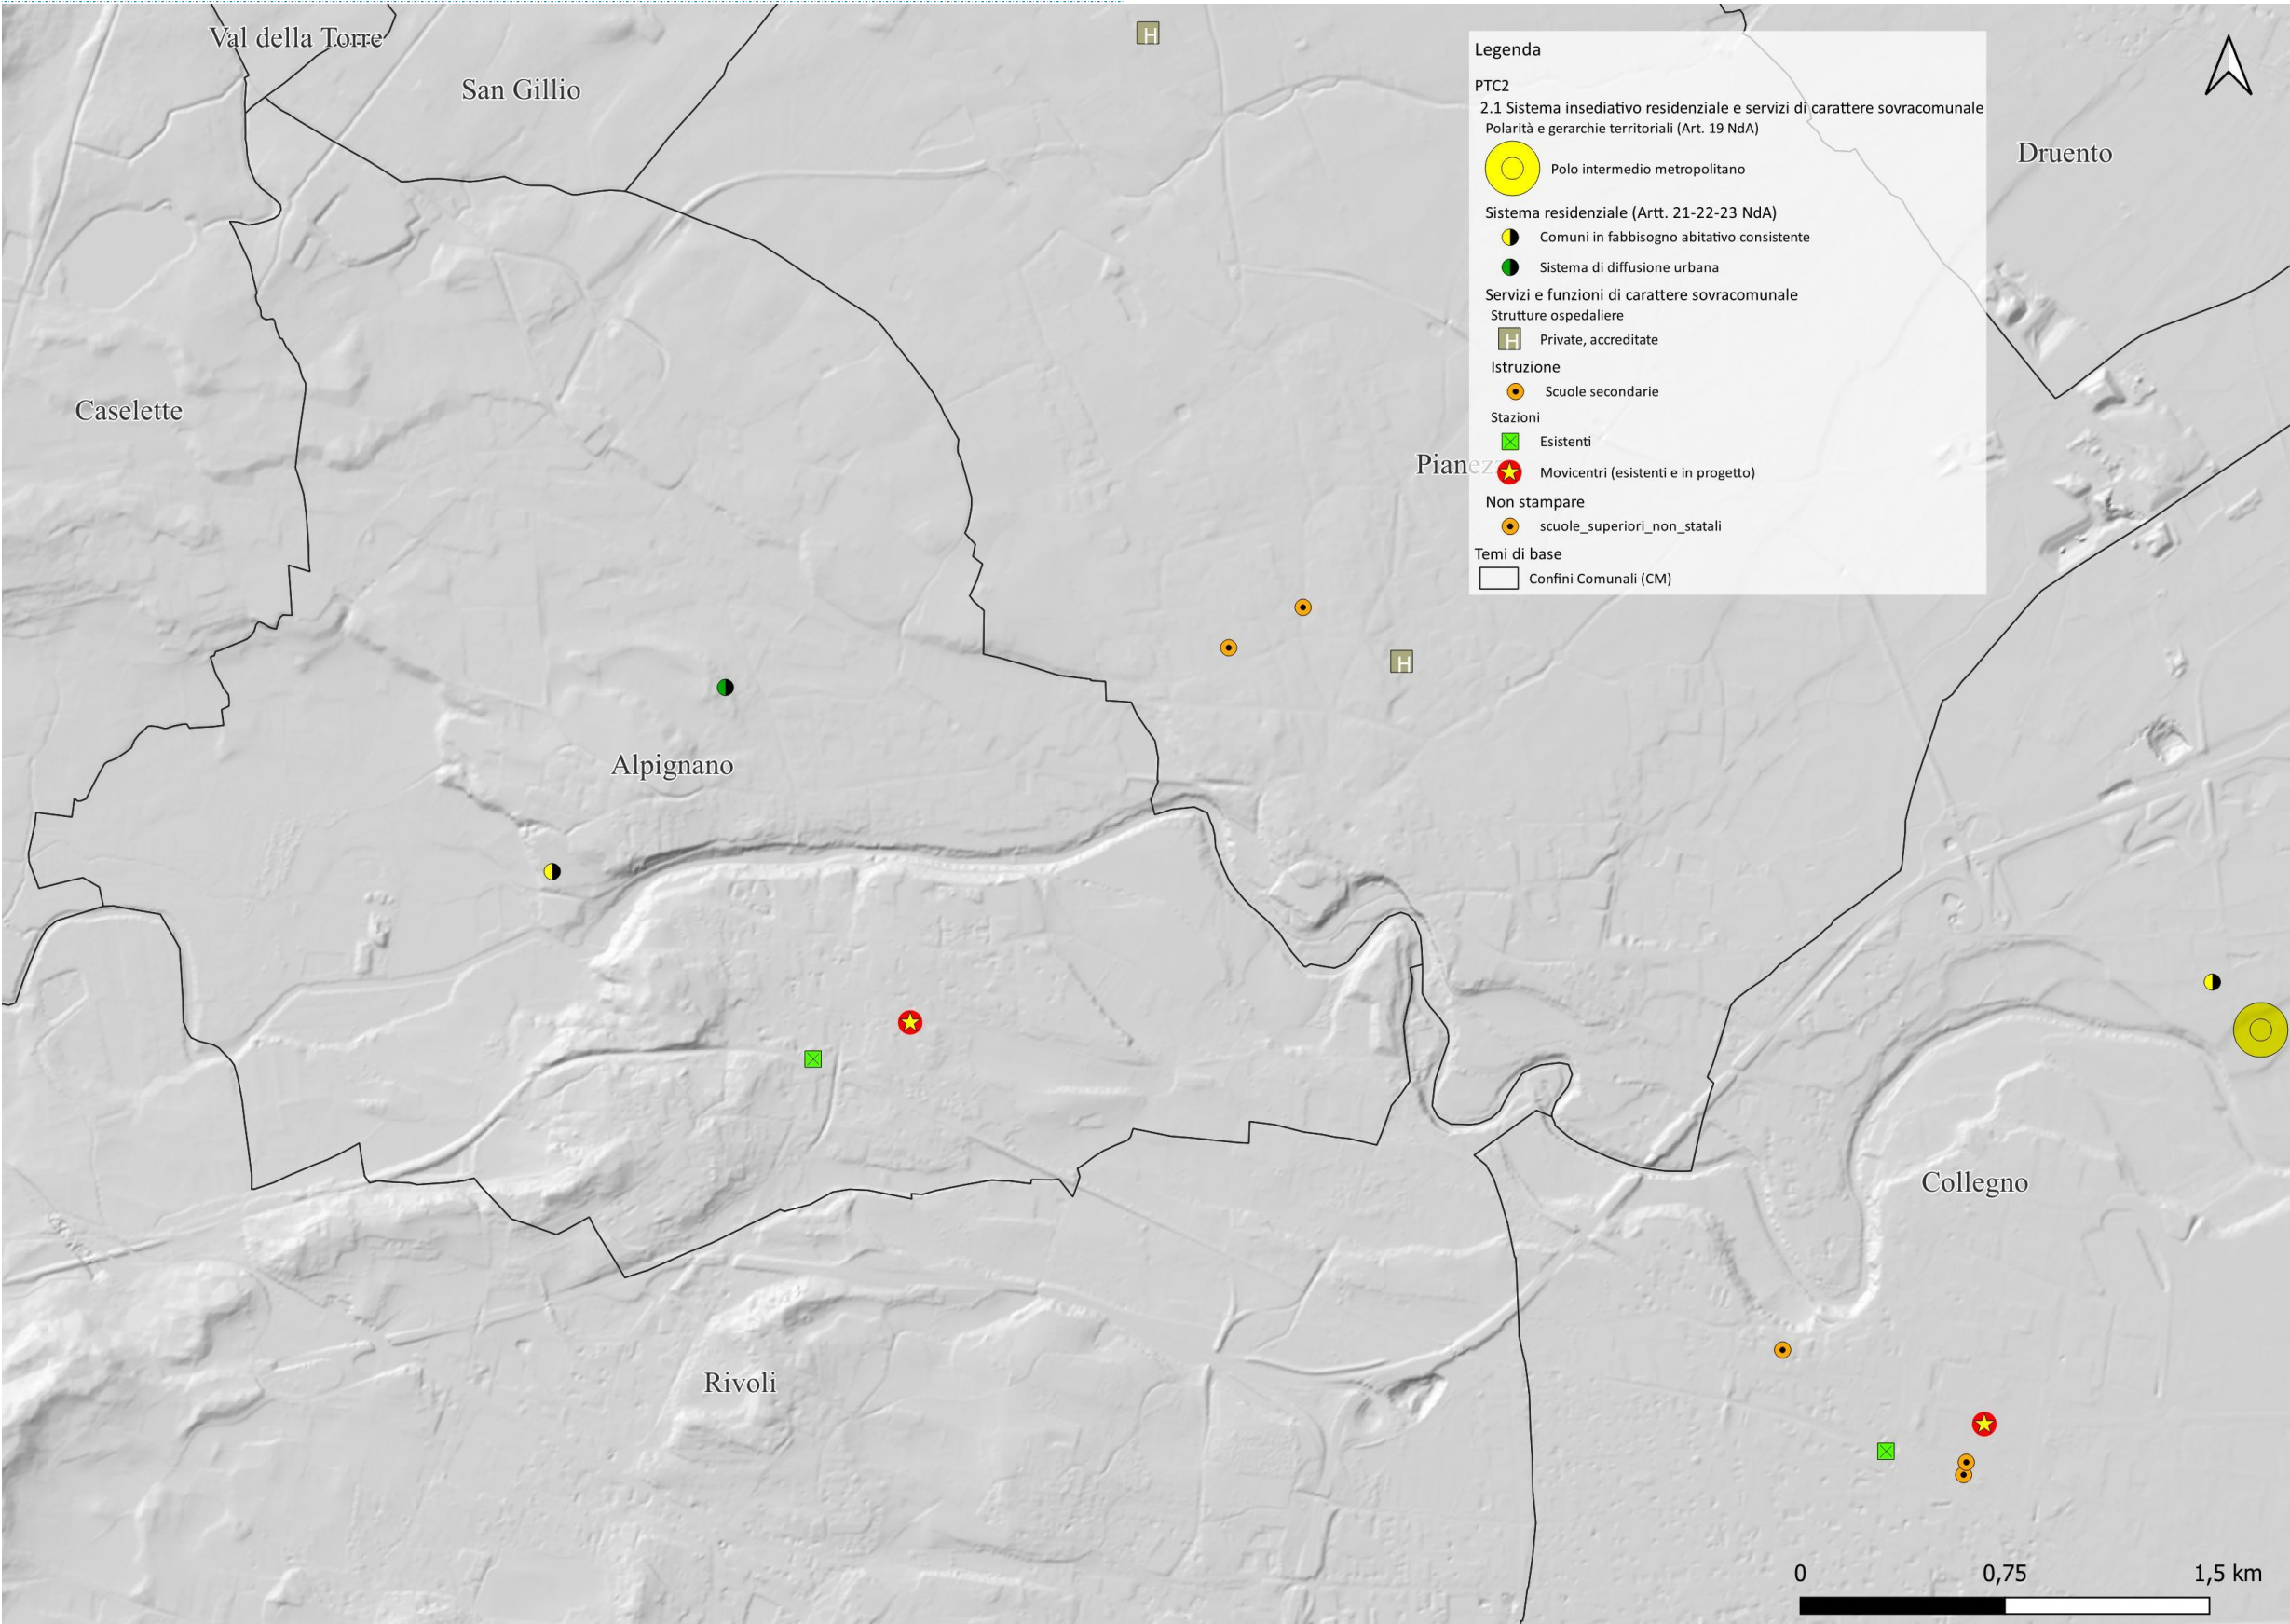 Val della Torre
San Gillio
Druento
Caselette
Pianezz
Alpignano
Collegno
Rivoli
Legenda
PTC2
2.1 Sistema insediativo residenziale e servizi di carattere sovracomunale
Polarità e gerarchie territoriali (Art. 19 NdA)
Polo intermedio metropolitano
Sistema residenziale (Artt. 21-22-23 NdA)
Comuni in fabbisogno abitativo consistente
Sistema di diffusione urbana
Servizi e funzioni di carattere sovracomunale
Strutture ospedaliere
H Private, accreditate
Istruzione
Scuole secondarie
Stazioni
Esistenti
Movicentri (esistenti e in progetto)
Non stampare
scuole_superiori_non_statali
Temi di base
Confini Comunali (CM)
H
H
0 0,75 1,5 km